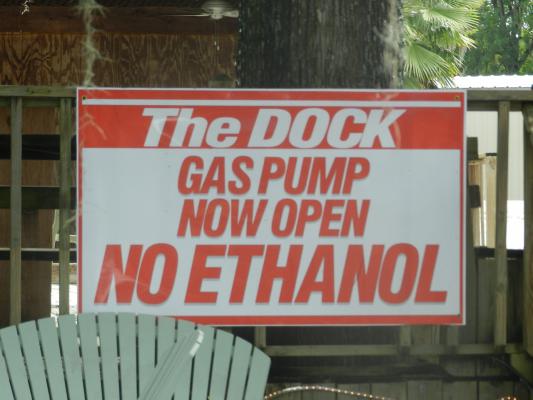 The DOCK
GAS PUMP
NOW OPEN
NO ETHANOL